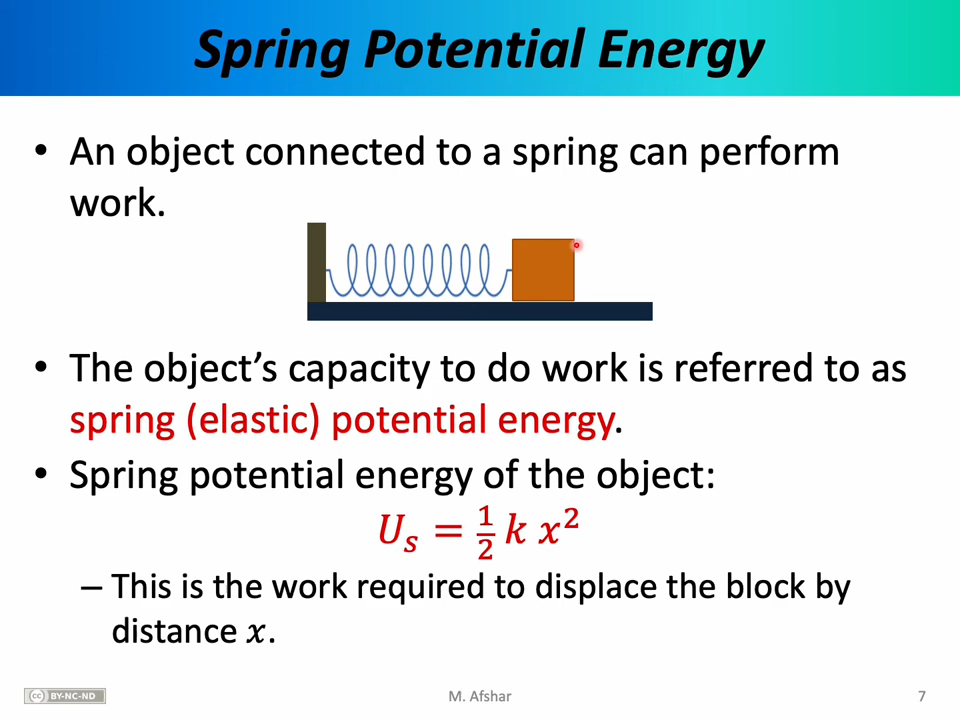 Spring Potential Energy
• An object connected to a spring can perform
work.
• The object’s capacity to do work is referred to as
spring (elastic) potential energy.
• Spring potential energy of the object:
𝑈ₛ = ½ 𝑘 𝑥²
– This is the work required to displace the block by
distance 𝑥.
cc BY-NC-ND
M. Afshar
7